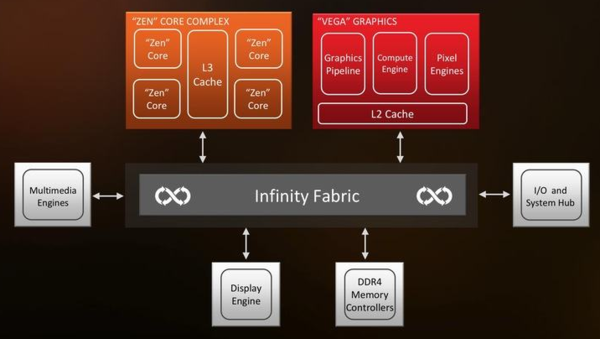 "ZEN" CORE COMPLEX
"Zen"
Core
"Zen"
Core
L3
Cache
"Zen"
Core
"Zen"
Core
"VEGA" GRAPHICS
Graphics
Pipeline
Compute
Engine
Pixel
Engines
L2 Cache
Multimedia
Engines
Infinity Fabric
I/O and
System Hub
Display
Engine
DDR4
Memory
Controllers